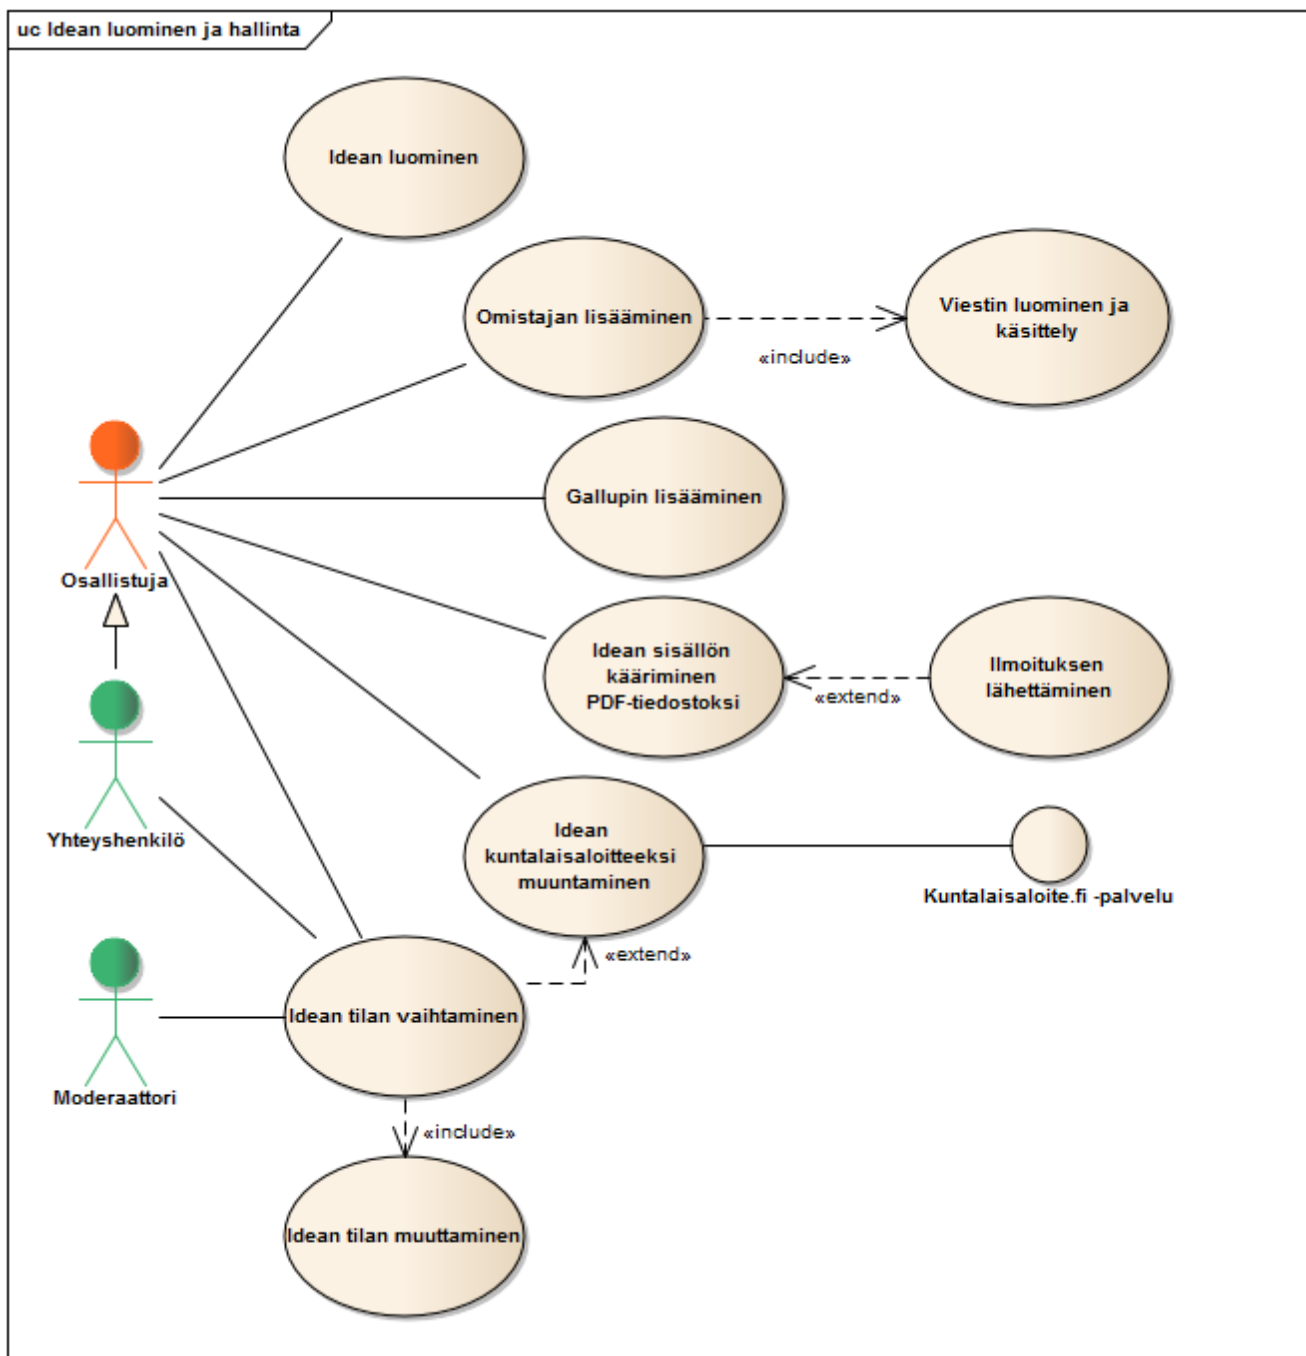 uc Idean luominen ja hallinta
Idean luominen
Omistajan lisääminen
Viestin luominen ja
käsittely
«include»
Gallupin lisääminen
Osallistuja
Idean sisällön
kääriminen
PDF-tiedostoksi
Ilmoituksen
lähettäminen
«extend»
Yhteyshenkilö
Idean
kuntalaisaloitteeksi
muuntaminen
Kuntalaisaloite.fi -palvelu
«extend»
Idean tilan vaihtaminen
Moderaattori
«include»
Idean tilan muuttaminen